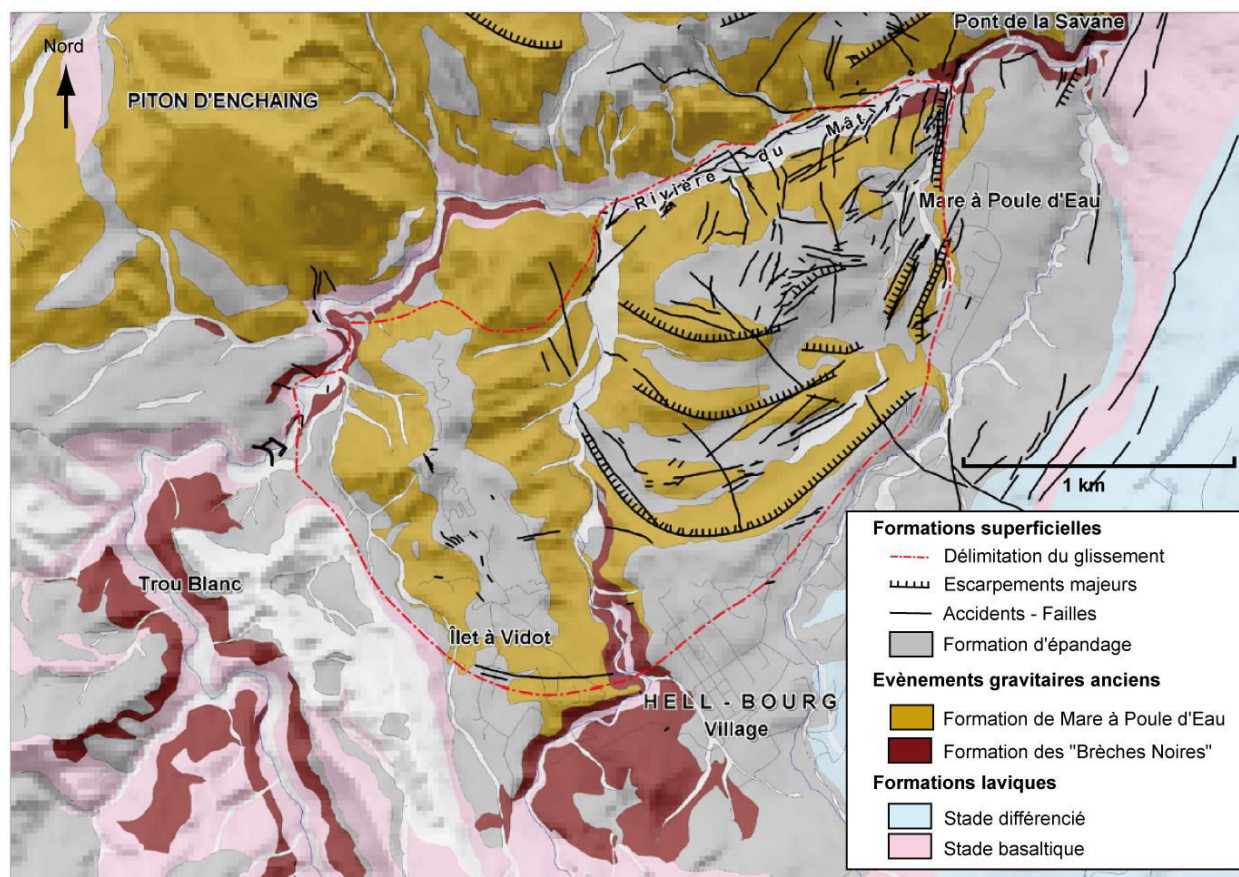 Pont de la Savane
Nord
PITON D'ENCHAING
Rivière du Mât
Mare à Poule d'Eau
1 km
Trou Blanc
Îlet à Vidot
HELL - BOURG
Village
Formations superficielles
Délimitation du glissement
Escarpements majeurs
Accidents - Failles
Formation d'épandage
Evènements gravitaires anciens
Formation de Mare à Poule d'Eau
Formation des "Brèches Noires"
Formations laviques
Stade différencié
Stade basaltique